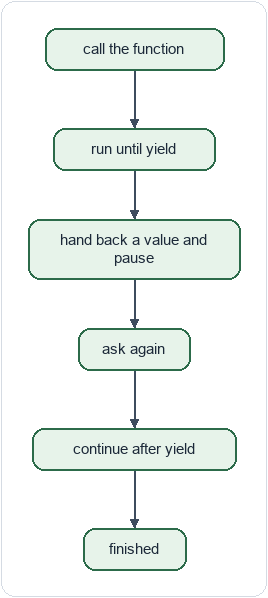 call the function
run until yield
hand back a value and
pause
ask again
continue after yield
finished